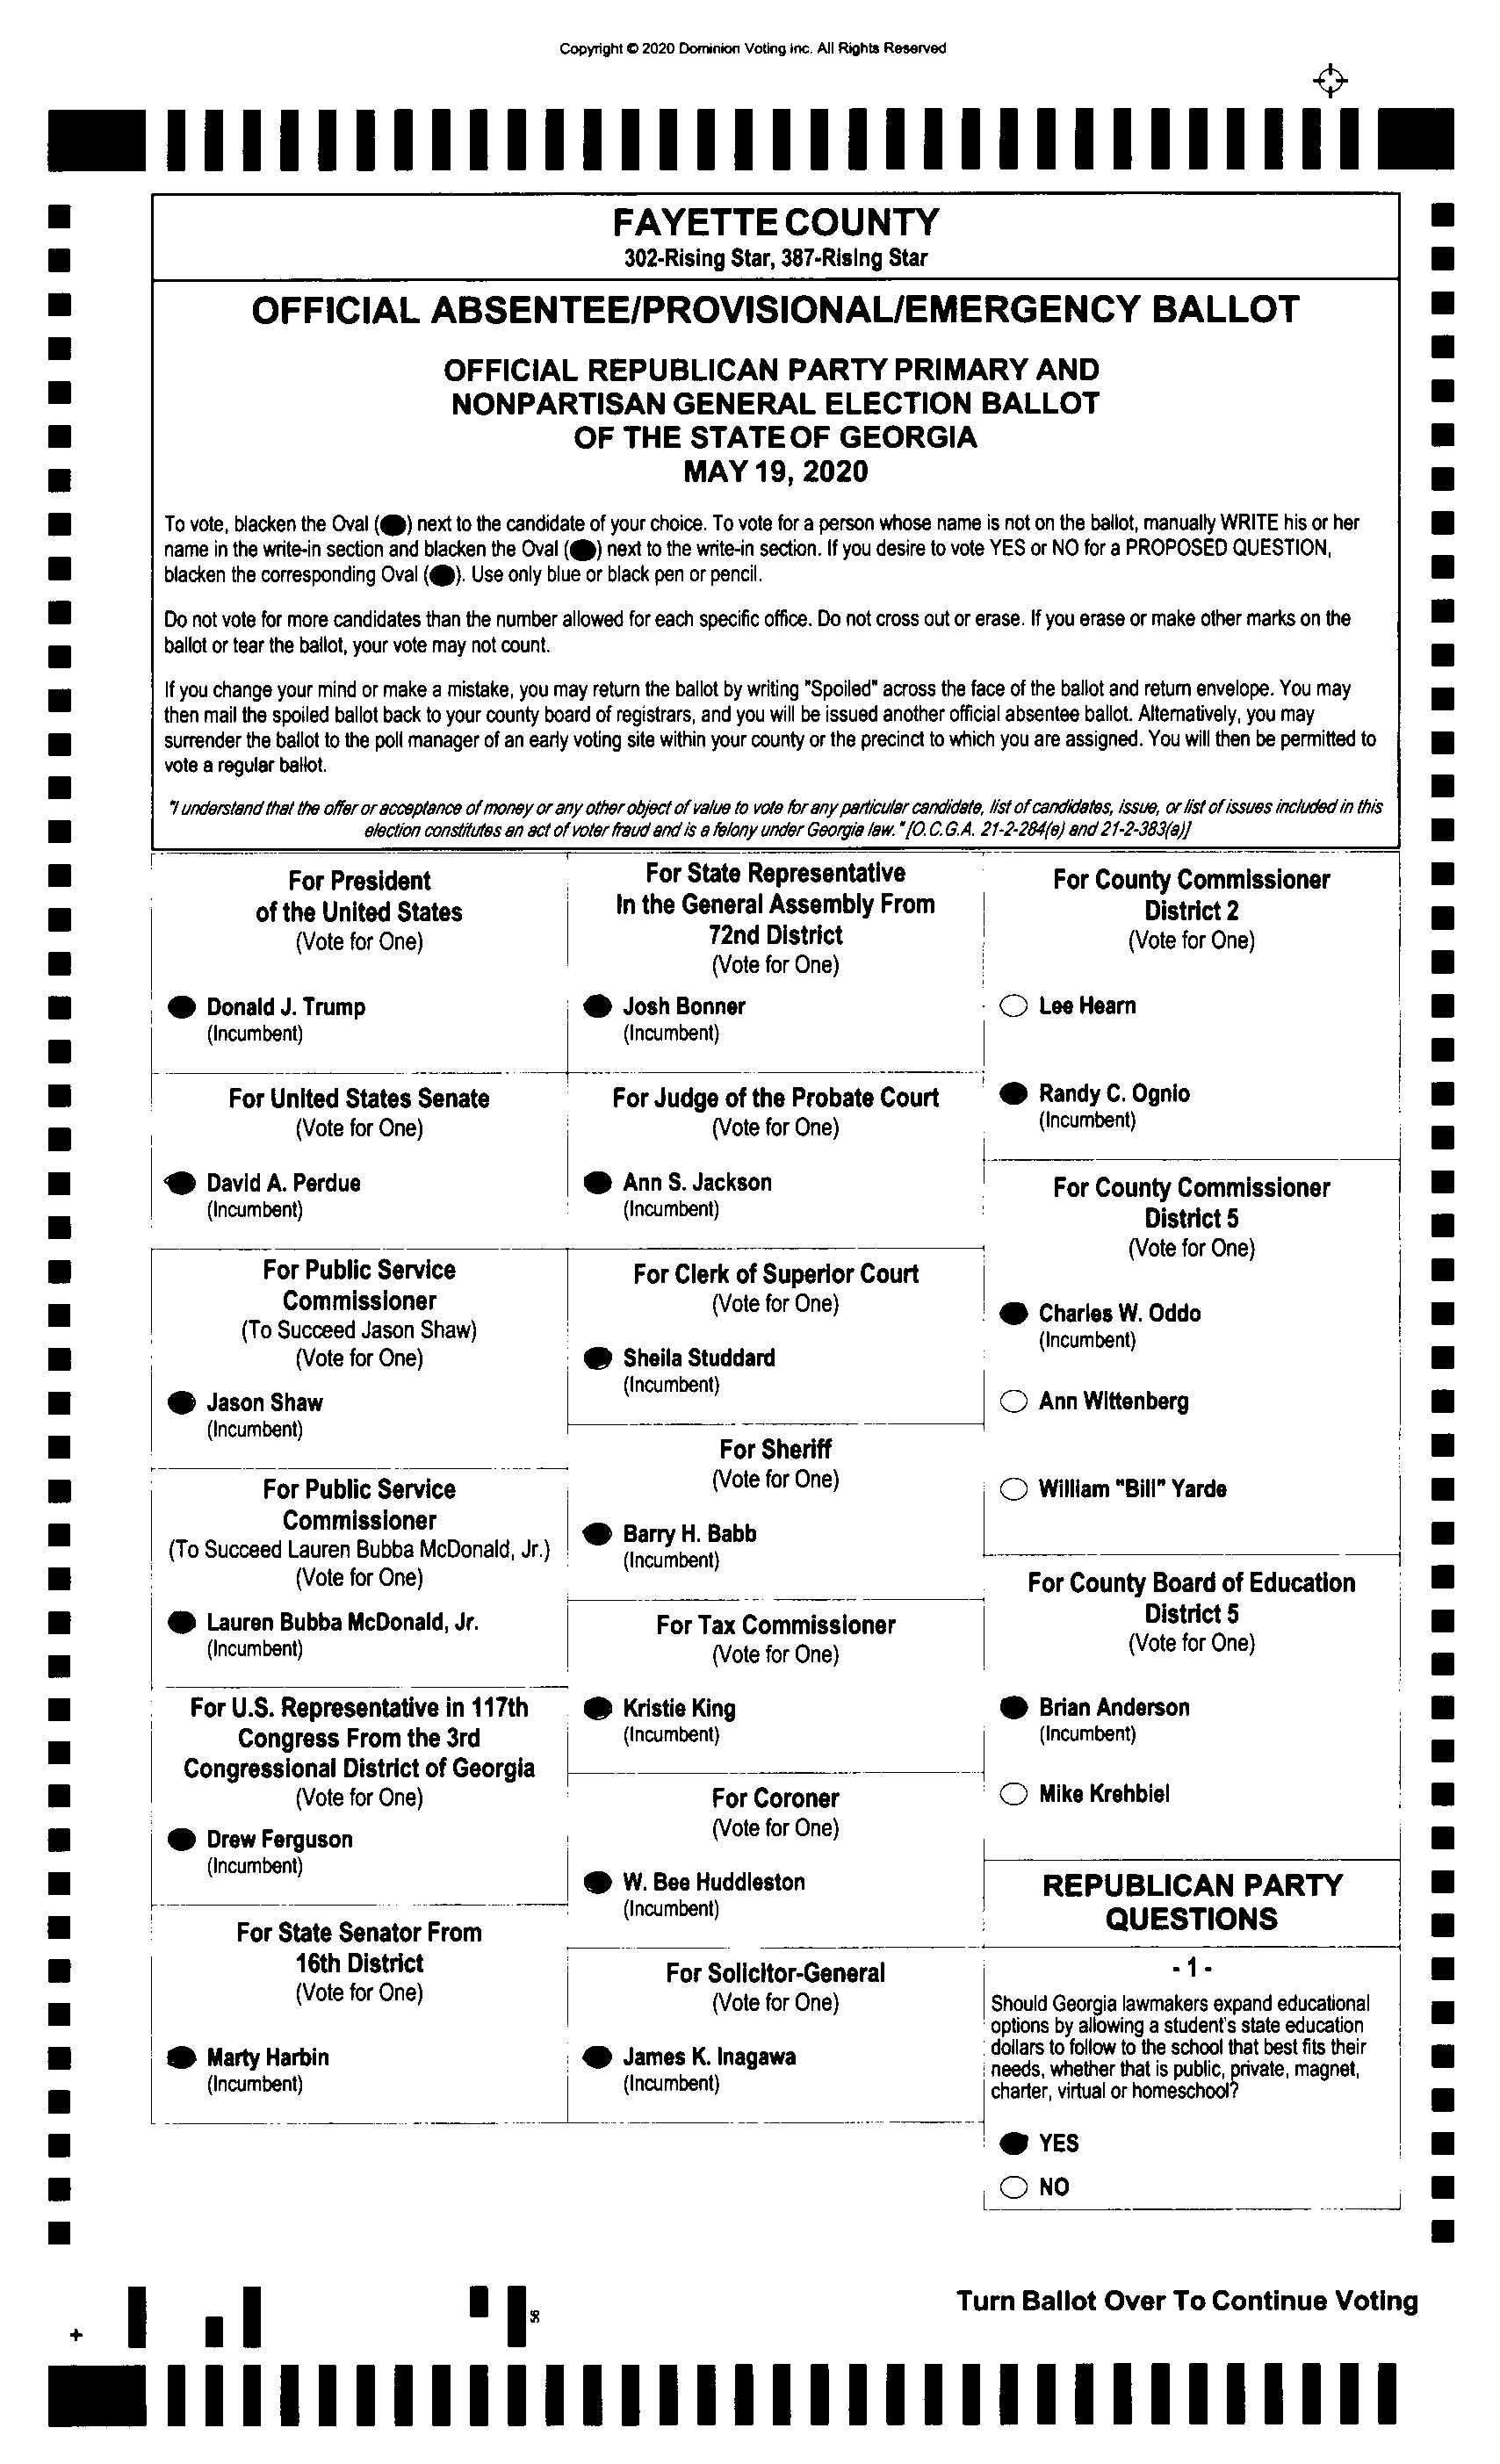 Copyright © 2020 Dominion Voting Inc. All Rights Reserved
FAYETTE COUNTY
302-Rising Star, 387-Rising Star
OFFICIAL ABSENTEE/PROVISIONAL/EMERGENCY BALLOT
OFFICIAL REPUBLICAN PARTY PRIMARY AND
NONPARTISAN GENERAL ELECTION BALLOT
OF THE STATE OF GEORGIA
MAY 19, 2020
To vote, blacken the Oval ( ) next to the candidate of your choice. To vote for a person whose name is not on the ballot, manually WRITE his or her
name in the write-in section and blacken the Oval ( ) next to the write-in section. If you desire to vote YES or NO for a PROPOSED QUESTION,
blacken the corresponding Oval ( ). Use only blue or black pen or pencil.
Do not vote for more candidates than the number allowed for each specific office. Do not cross out or erase. If you erase or make other marks on the
ballot or tear the ballot, your vote may not count.
If you change your mind or make a mistake, you may return the ballot by writing "Spoiled" across the face of the ballot and return envelope. You may
then mail the spoiled ballot back to your county board of registrars, and you will be issued another official absentee ballot. Alternatively, you may
surrender the ballot to the poll manager of an early voting site within your county or the precinct to which you are assigned. You will then be permitted to
vote a regular ballot.
"I understand that the offer or acceptance of money or any other object of value to vote for any particular candidate, list of candidates, issue, or list of issues included in this
election constitutes an act of voter fraud and is a felony under Georgia law." [O.C.G.A. 21-2-284(e) and 21-2-383(a)]
For President
of the United States
(Vote for One)
Donald J. Trump
(Incumbent)
For United States Senate
(Vote for One)
David A. Perdue
(Incumbent)
For Public Service
Commissioner
(To Succeed Jason Shaw)
(Vote for One)
Jason Shaw
(Incumbent)
For Public Service
Commissioner
(To Succeed Lauren Bubba McDonald, Jr.)
(Vote for One)
Lauren Bubba McDonald, Jr.
(Incumbent)
For U.S. Representative in 117th
Congress From the 3rd
Congressional District of Georgia
(Vote for One)
Drew Ferguson
(Incumbent)
For State Senator From
16th District
(Vote for One)
Marty Harbin
(Incumbent)
For State Representative
In the General Assembly From
72nd District
(Vote for One)
Josh Bonner
(Incumbent)
For Judge of the Probate Court
(Vote for One)
Ann S. Jackson
(Incumbent)
For Clerk of Superior Court
(Vote for One)
Sheila Studdard
(Incumbent)
For Sheriff
(Vote for One)
Barry H. Babb
(Incumbent)
For Tax Commissioner
(Vote for One)
Kristie King
(Incumbent)
For Coroner
(Vote for One)
W. Bee Huddleston
(Incumbent)
For Solicitor-General
(Vote for One)
James K. Inagawa
(Incumbent)
For County Commissioner
District 2
(Vote for One)
Lee Hearn
Randy C. Ognio
(Incumbent)
For County Commissioner
District 5
(Vote for One)
Charles W. Oddo
(Incumbent)
Ann Wittenberg
William "Bill" Yarde
For County Board of Education
District 5
(Vote for One)
Brian Anderson
(Incumbent)
Mike Krehbiel
REPUBLICAN PARTY
QUESTIONS
- 1 -
Should Georgia lawmakers expand educational
options by allowing a student's state education
dollars to follow to the school that best fits their
needs, whether that is public, private, magnet,
charter, virtual or homeschool?
YES
NO
Turn Ballot Over To Continue Voting